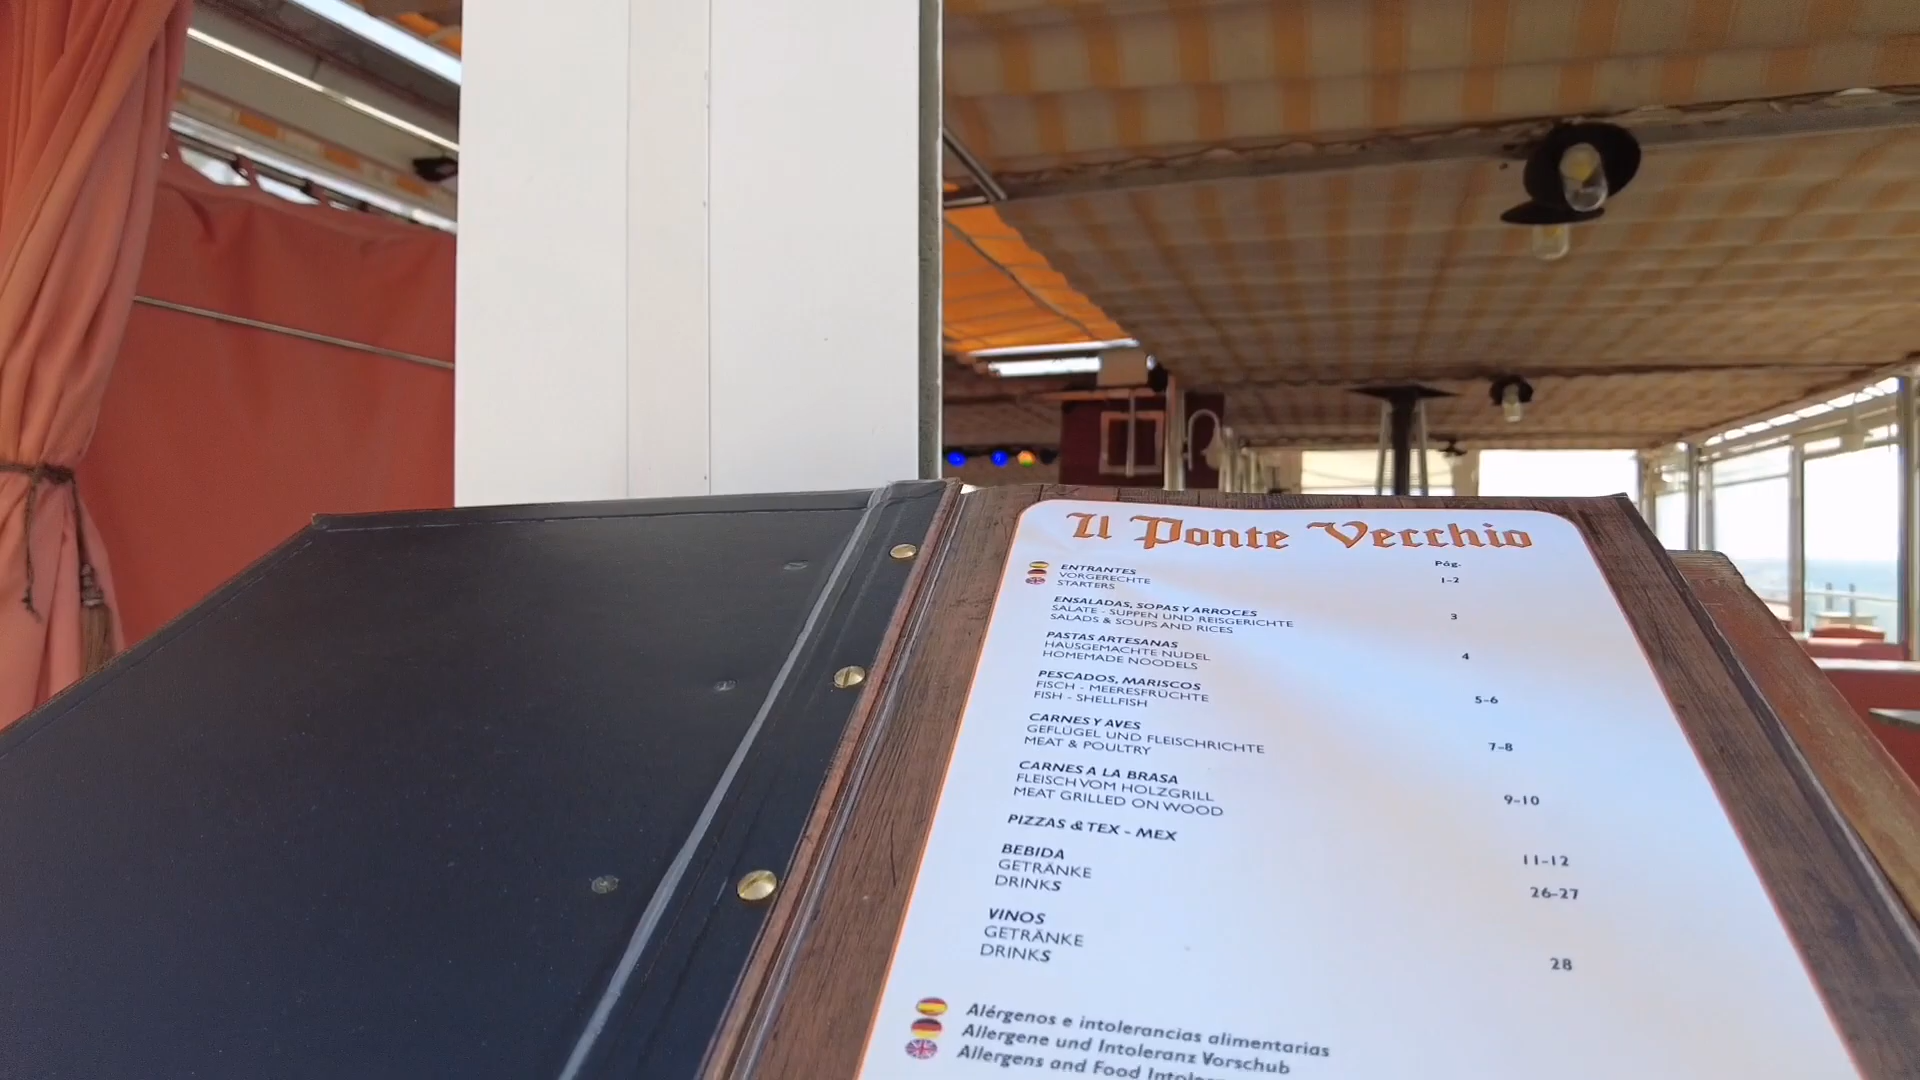 Il Ponte Vecchio
Pág.
ENTRANTES
VORGERECHTE 1-2
STARTERS
ENSALADAS, SOPAS Y ARROCES
SALATE - SUPPEN UND REISGERICHTE 3
SALADS & SOUPS AND RICES
PASTAS ARTESANAS
HAUSGEMACHTE NUDEL 4
HOMEMADE NOODELS
PESCADOS, MARISCOS
FISCH - MEERESFRÜCHTE 5-6
FISH - SHELLFISH
CARNES Y AVES
GEFLÜGEL UND FLEISCHRICHTE 7-8
MEAT & POULTRY
CARNES A LA BRASA
FLEISCH VOM HOLZGRILL 9-10
MEAT GRILLED ON WOOD
PIZZAS & TEX - MEX 11-12
BEBIDA
GETRÄNKE 26-27
DRINKS
VINOS
GETRÄNKE 28
DRINKS
Alérgenos e intolerancias alimentarias
Allergene und Intoleranz Vorschub
Allergens and Food